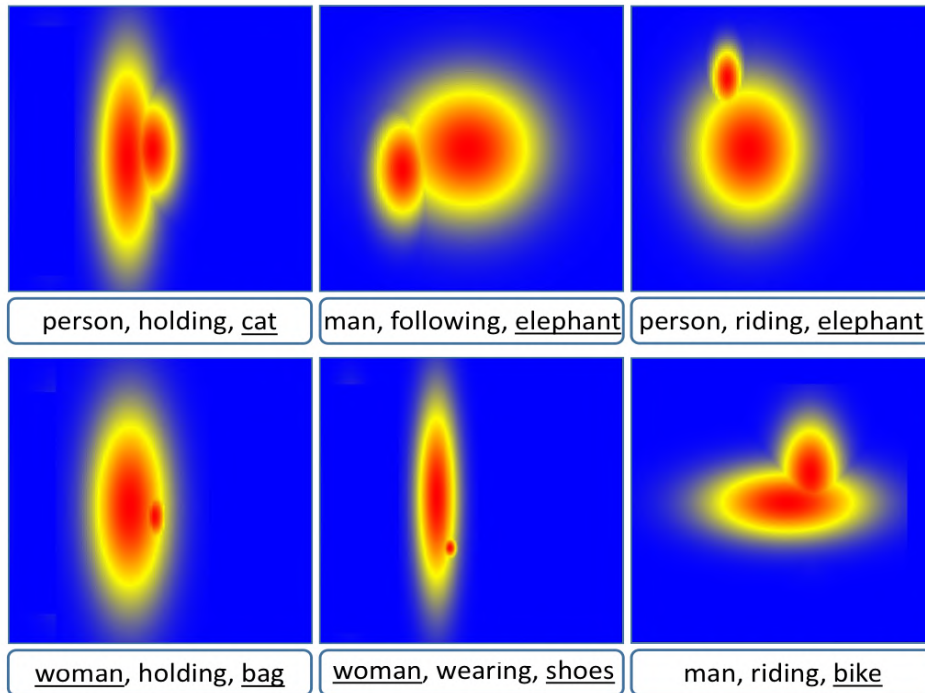 person, holding, cat
man, following, elephant
person, riding, elephant
woman, holding, bag
woman, wearing, shoes
man, riding, bike